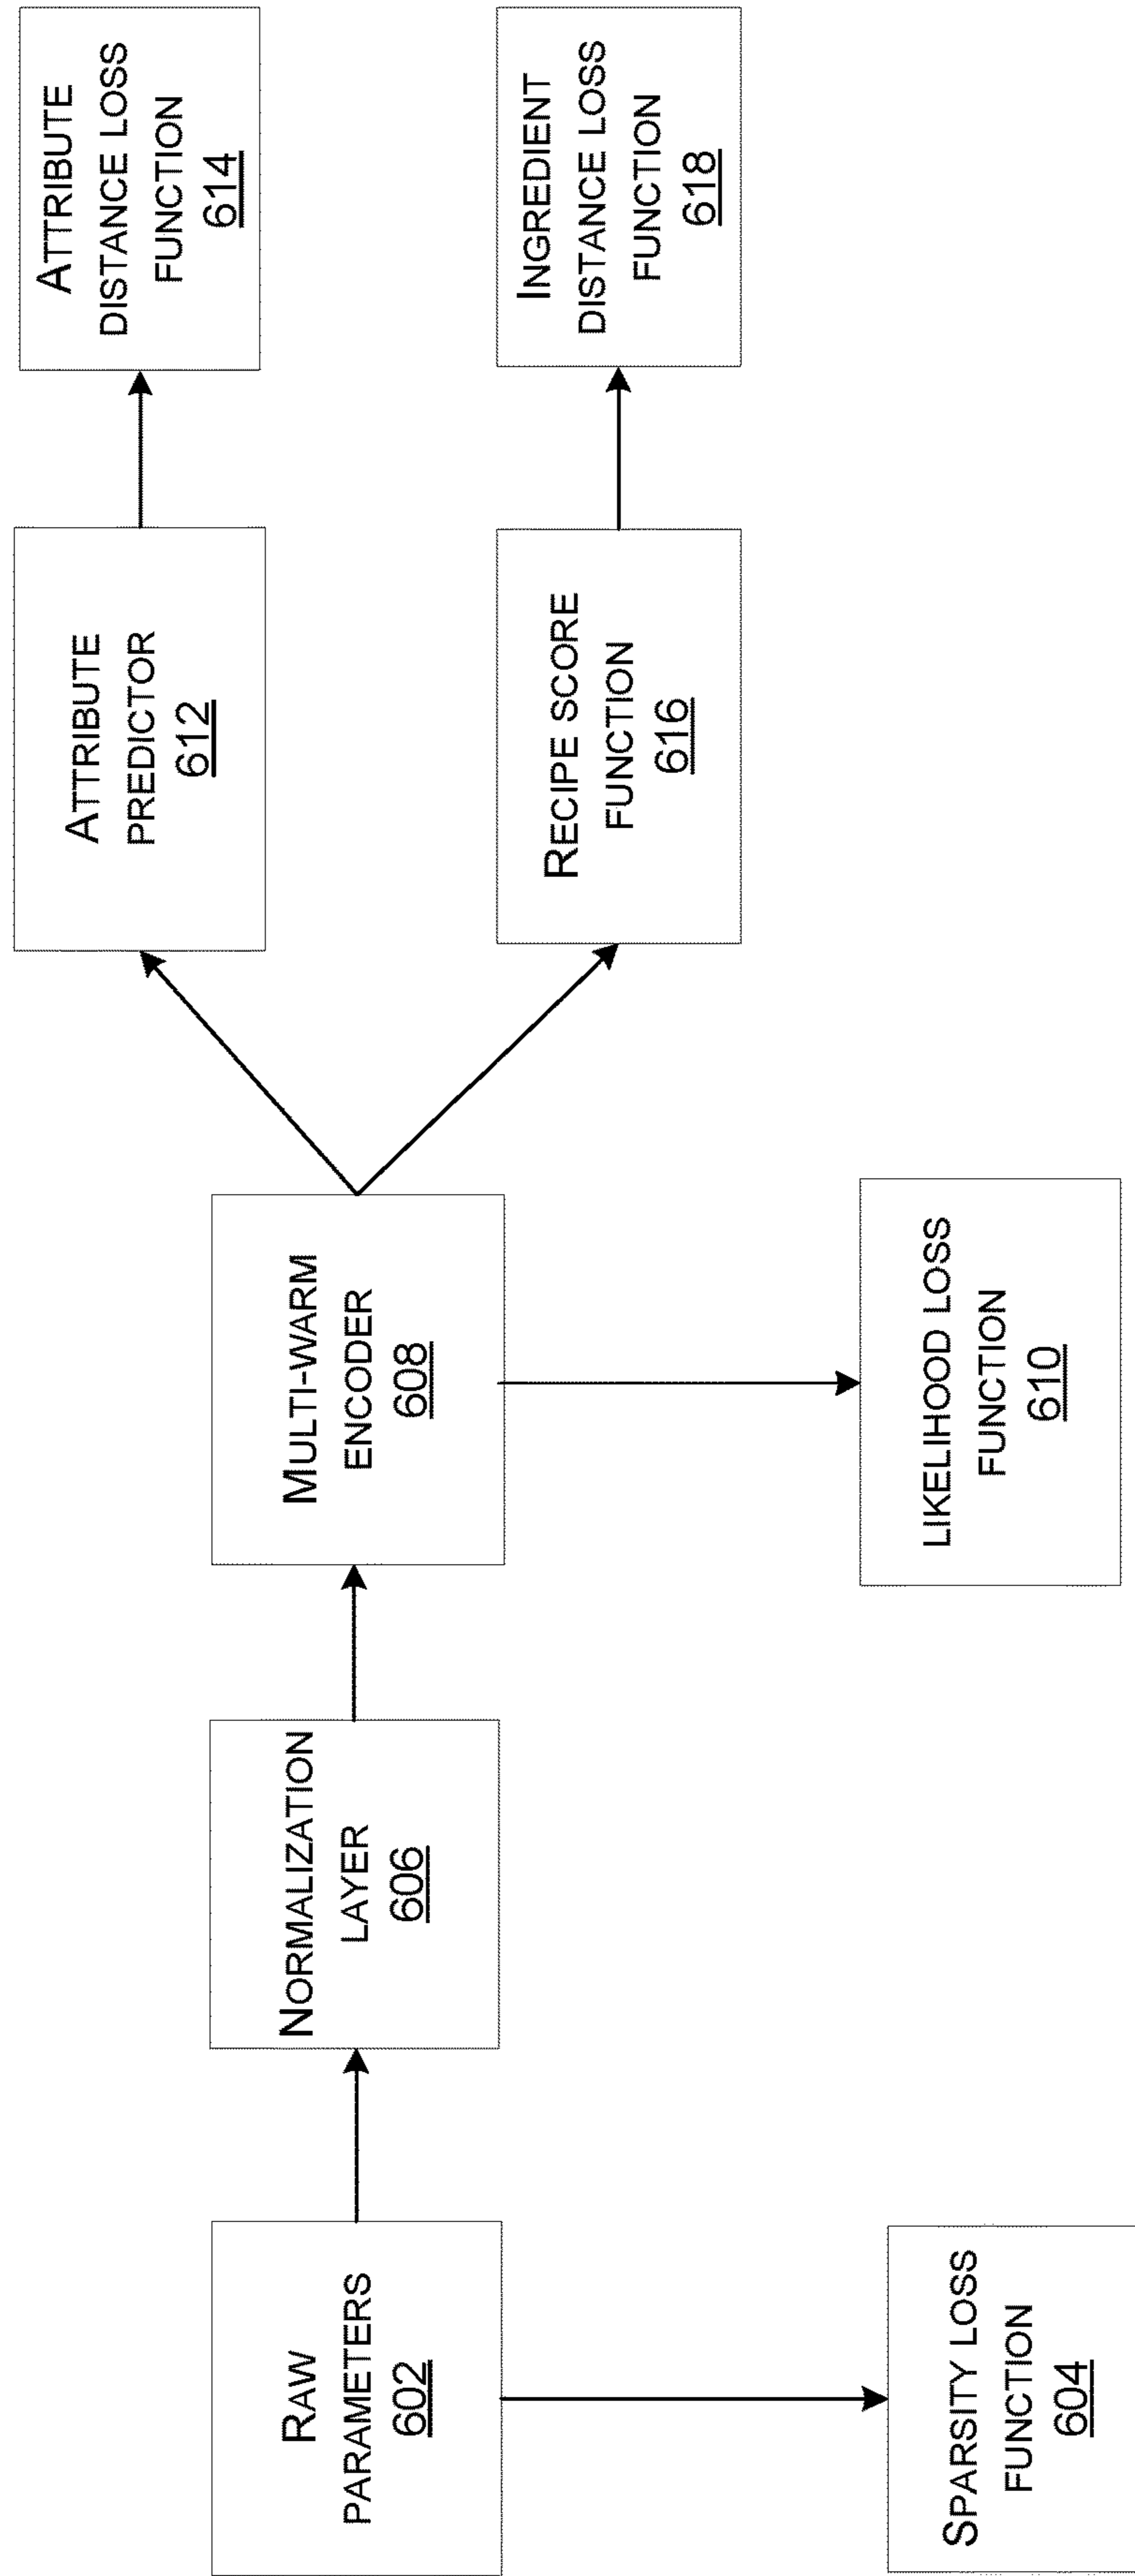 RAW
PARAMETERS
602
SPARSITY LOSS
FUNCTION
604
NORMALIZATION
LAYER
606
MULTI-WARM
ENCODER
608
LIKELIHOOD LOSS
FUNCTION
610
ATTRIBUTE
PREDICTOR
612
ATTRIBUTE
DISTANCE LOSS
FUNCTION
614
RECIPE SCORE
FUNCTION
616
INGREDIENT
DISTANCE LOSS
FUNCTION
618